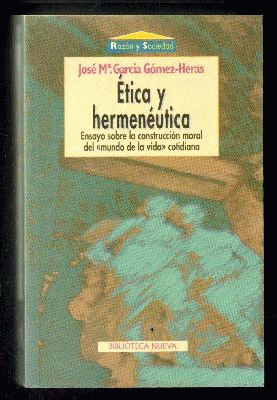 Razón y Sociedad
José Mª. García Gómez-Heras
Ética y
hermenéutica
Ensayo sobre la construcción moral
del «mundo de la vida» cotidiana
BIBLIOTECA NUEVA